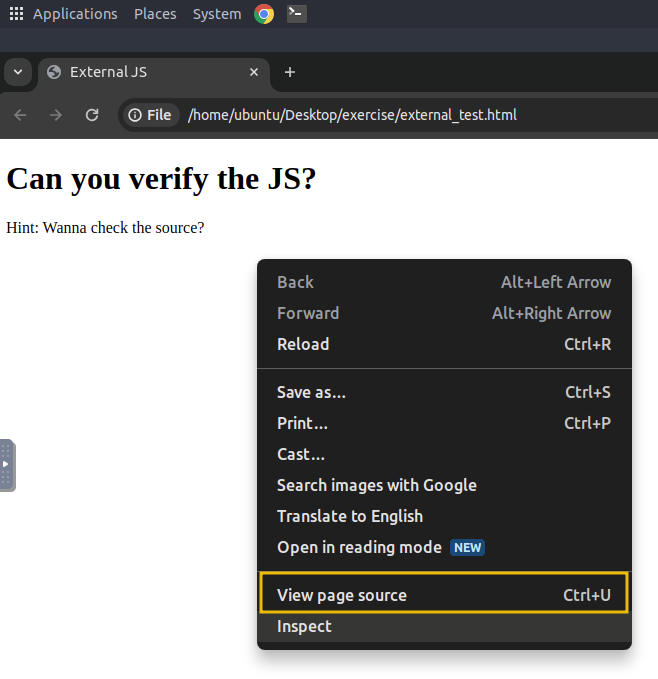 Applications Places System
External JS
File /home/ubuntu/Desktop/exercise/external_test.html
Can you verify the JS?
Hint: Wanna check the source?
Back Alt+Left Arrow
Forward Alt+Right Arrow
Reload Ctrl+R
Save as... Ctrl+S
Print... Ctrl+P
Cast...
Search images with Google
Translate to English
Open in reading mode NEW
View page source Ctrl+U
Inspect